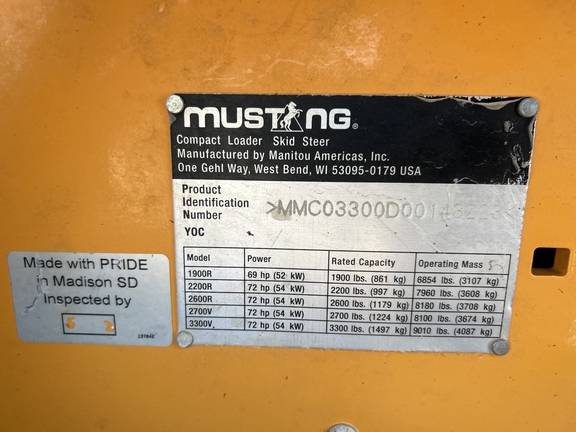 MUSTANG®
Compact Loader Skid Steer
Manufactured by Manitou Americas, Inc.
One Gehl Way, West Bend, WI 53095-0179 USA
Product
Identification
Number
YOC
Model Power Rated Capacity Operating Mass
1900R 69 hp (52 kW) 1900 lbs. (861 kg) 6854 lbs. (3107 kg)
2200R 72 hp (54 kW) 2200 lbs. (997 kg) 7960 lbs. (3608 kg)
2600R 72 hp (54 kW) 2600 lbs. (1179 kg) 8180 lbs. (3708 kg)
2700V 72 hp (54 kW) 2700 lbs. (1224 kg) 8100 lbs. (3674 kg)
3300V 72 hp (54 kW) 3300 lbs. (1497 kg) 9010 lbs. (4087 kg)
Made with PRIDE
in Madison SD
Inspected by